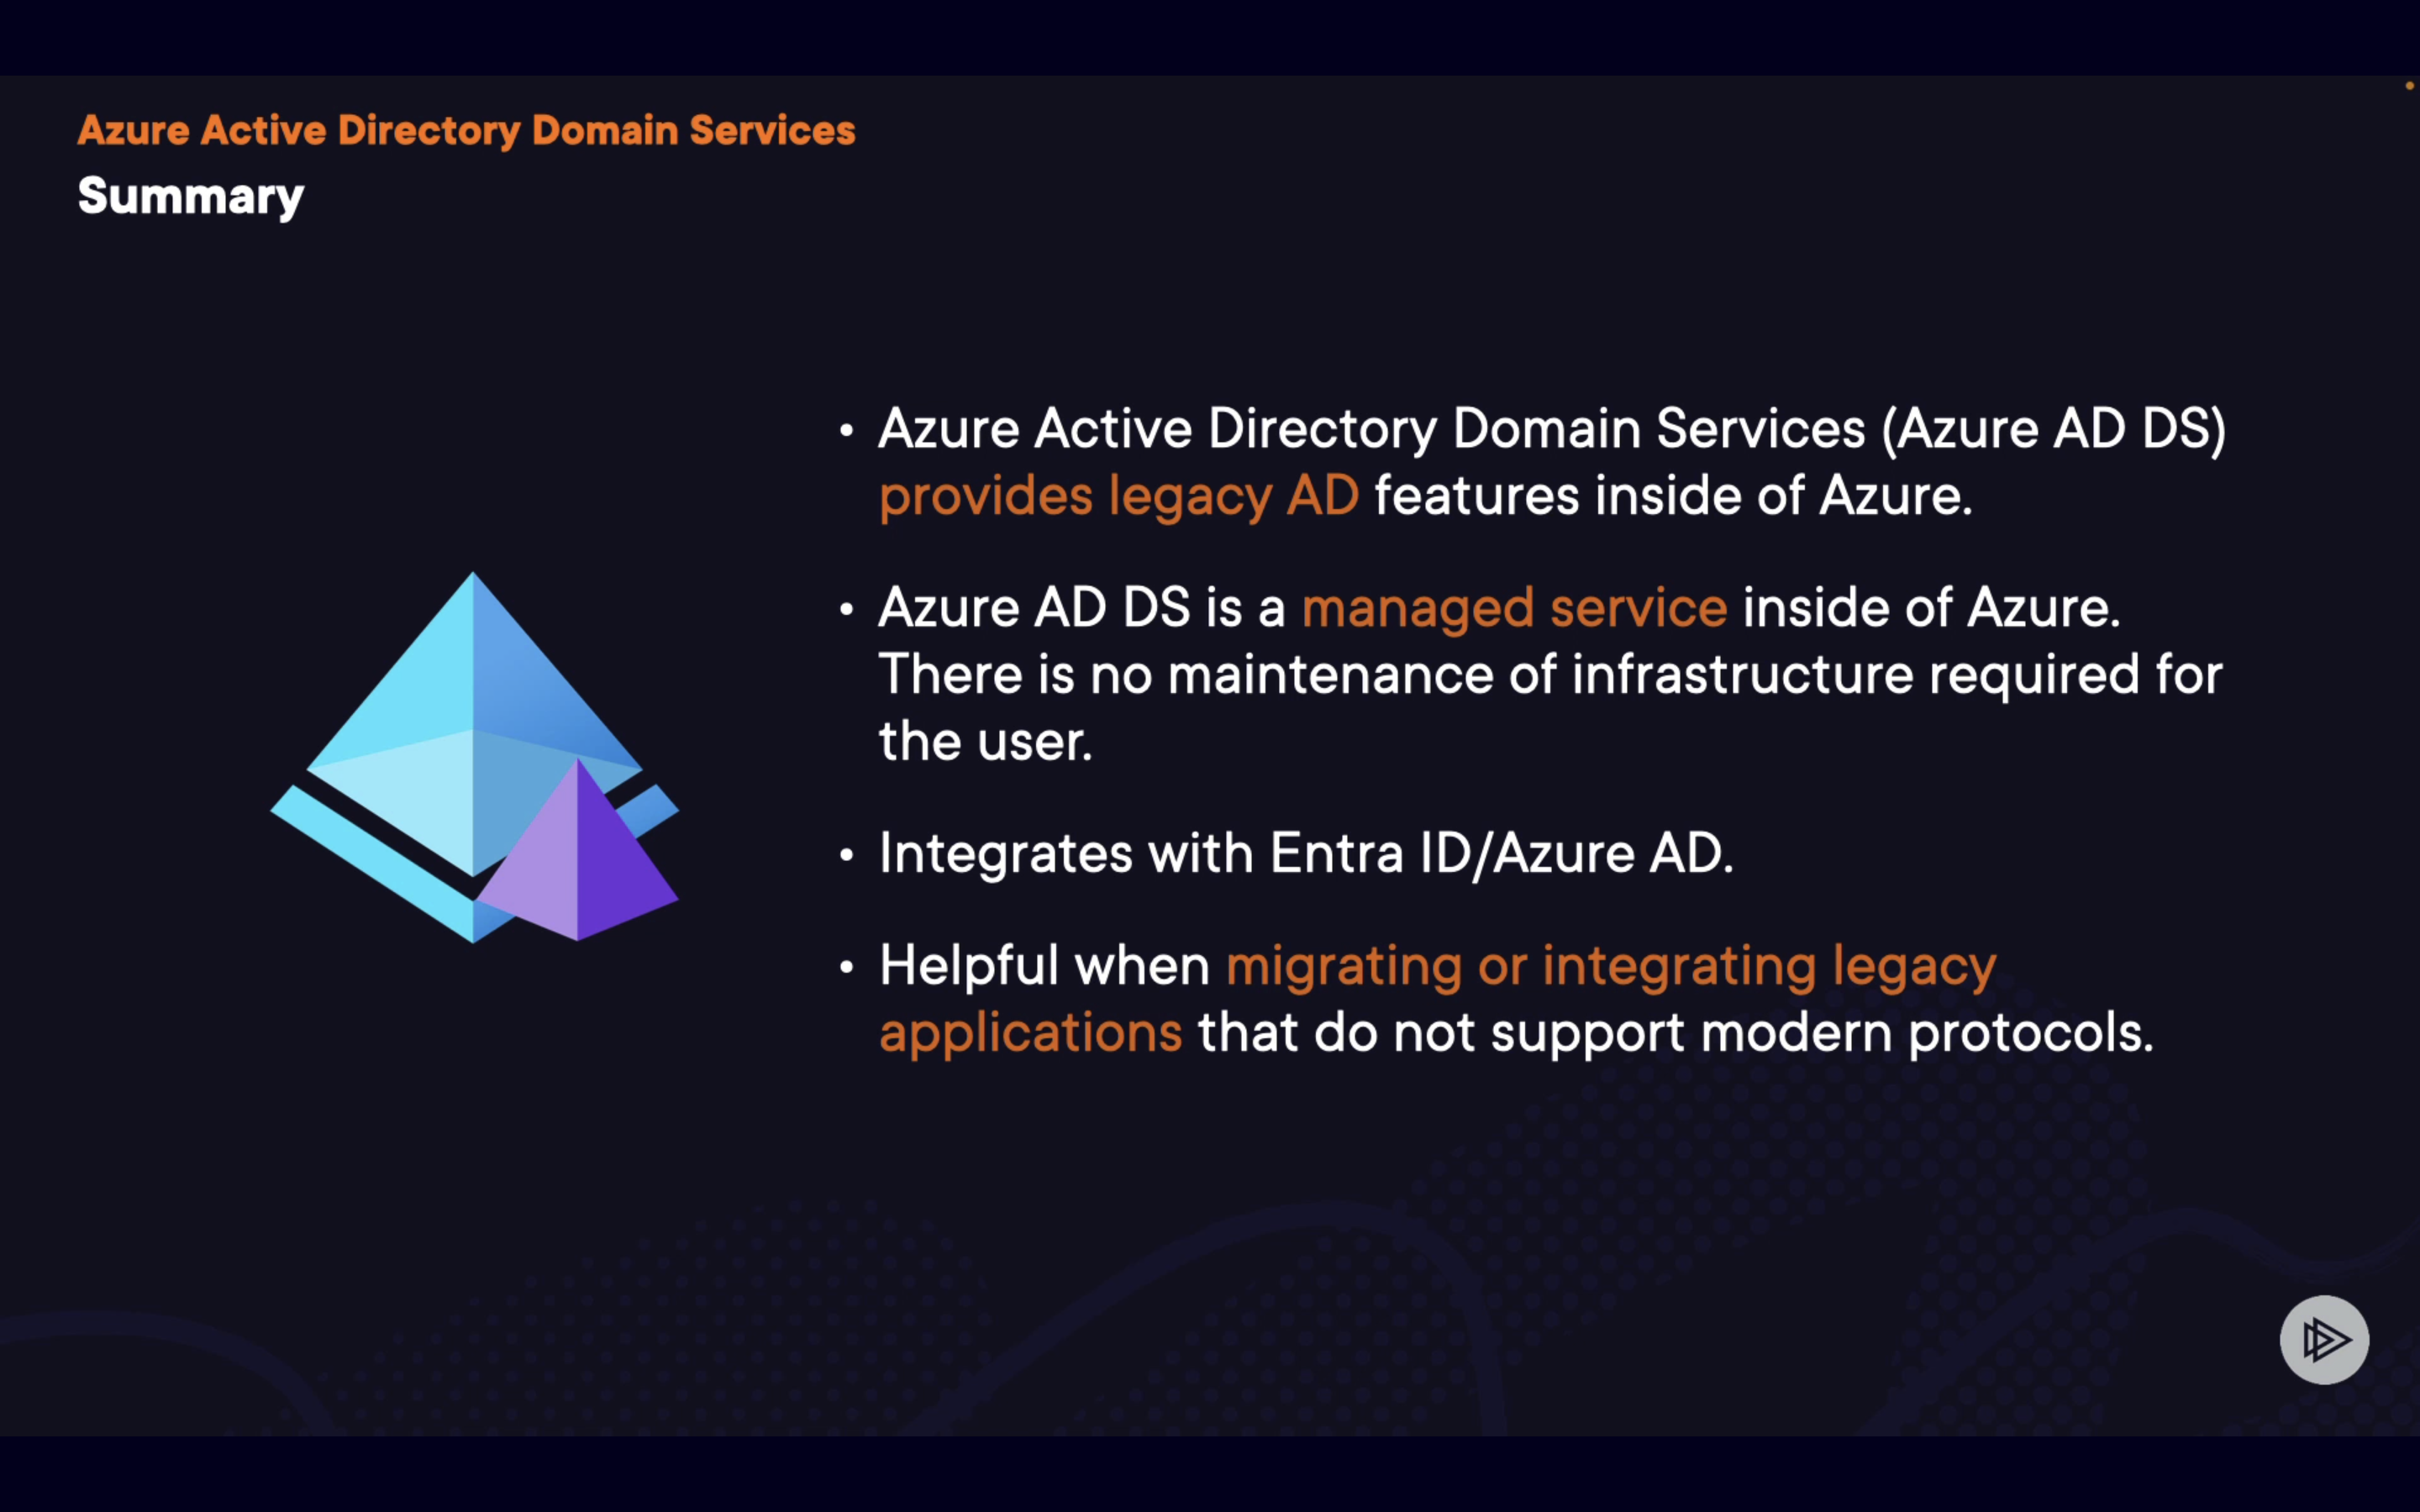 Azure Active Directory Domain Services
Summary
• Azure Active Directory Domain Services (Azure AD DS)
provides legacy AD features inside of Azure.
• Azure AD DS is a managed service inside of Azure.
There is no maintenance of infrastructure required for
the user.
• Integrates with Entra ID/Azure AD.
• Helpful when migrating or integrating legacy
applications that do not support modern protocols.